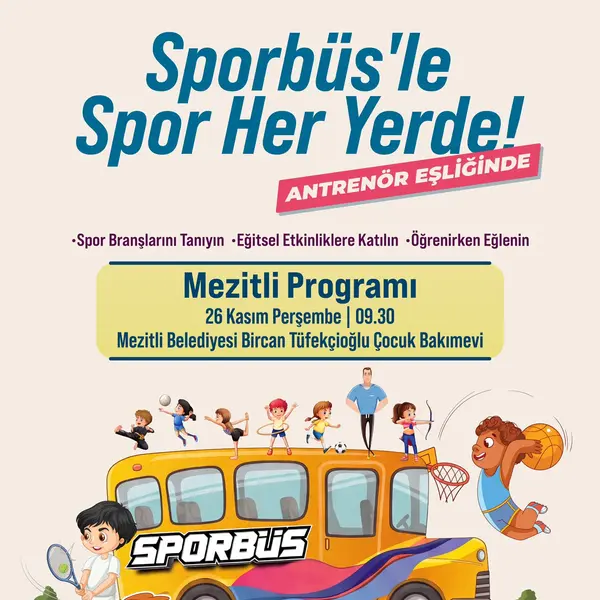 Sporbüs'le
Spor Her Yerde!
ANTRENÖR EŞLİĞİNDE
•Spor Branşlarını Tanıyın •Eğitsel Etkinliklere Katılın •Öğrenirken Eğlenin
Mezitli Programı
26 Kasım Perşembe | 09.30
Mezitli Belediyesi Bircan Tüfekçioğlu Çocuk Bakımevi
SPORBÜS